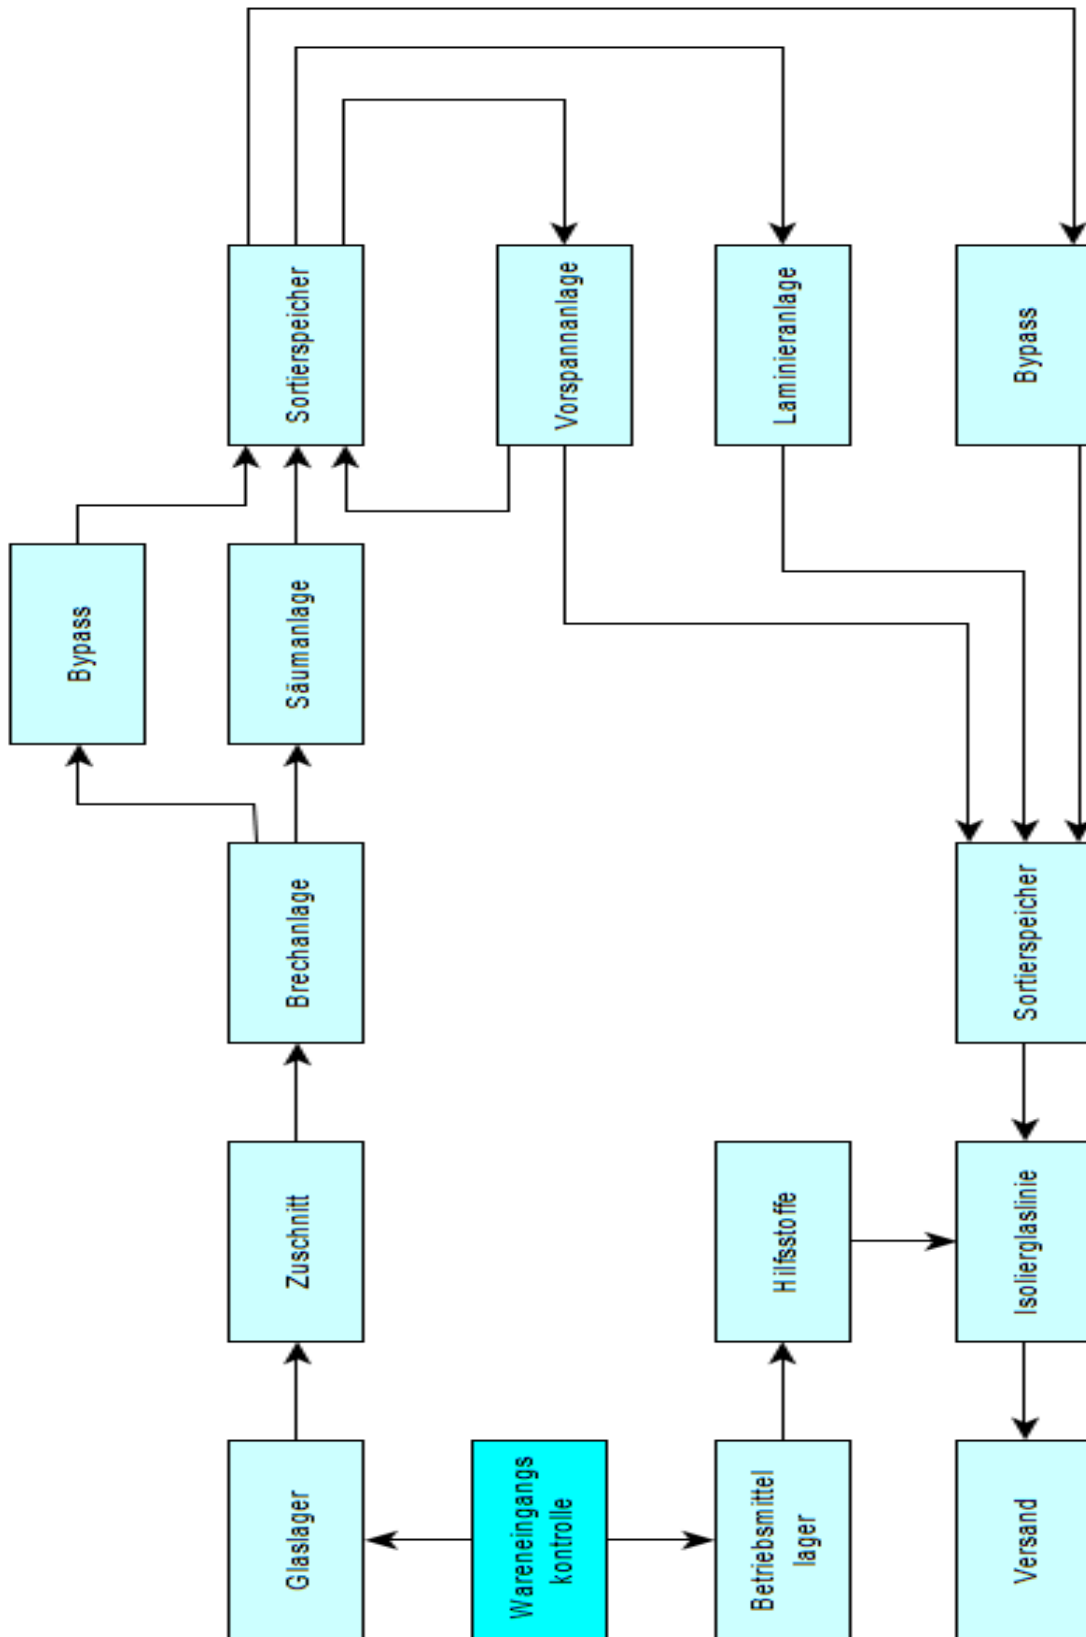 Glaslager
Zuschnitt
Brechanlage
Bypass
Säumanlage
Sortierspeicher
Wareneingangs
kontrolle
Vorspannanlage
Betriebsmittel
lager
Hilfsstoffe
Laminieranlage
Versand
Isolierglaslinie
Sortierspeicher
Bypass